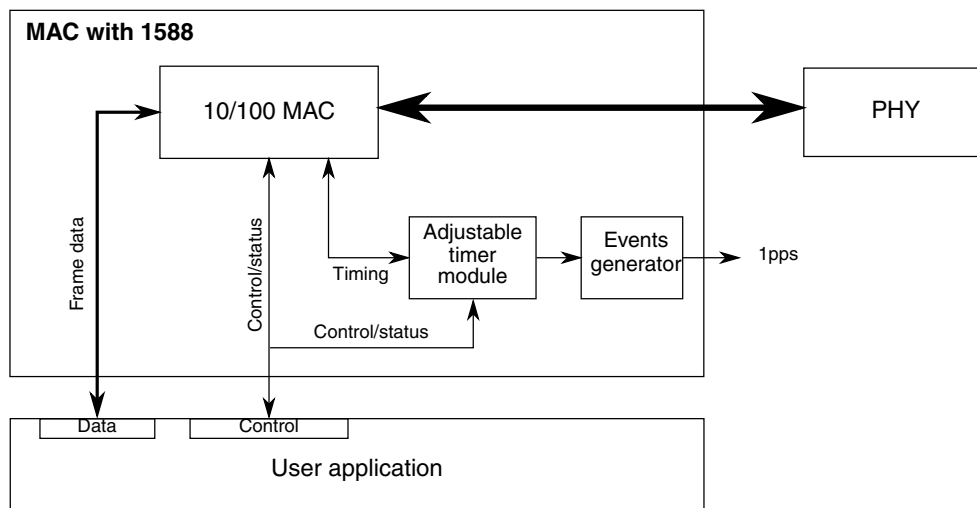 MAC with 1588
10/100 MAC
PHY
Frame data
Control/status
Timing
Adjustable
timer
module
Events
generator
1pps
Control/status
Data
Control
User application